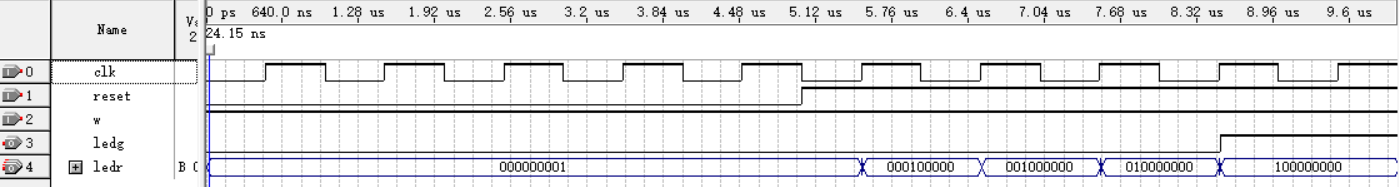 0 ps 640.0 ns 1.28 us 1.92 us 2.56 us 3.2 us 3.84 us 4.48 us 5.12 us 5.76 us 6.4 us 7.04 us 7.68 us 8.32 us 8.96 us 9.6 us
Name
2
24.15 ns
0 clk
1 reset
2 w
3 ledg
4 ledr B 000000001 000100000 001000000 010000000 100000000